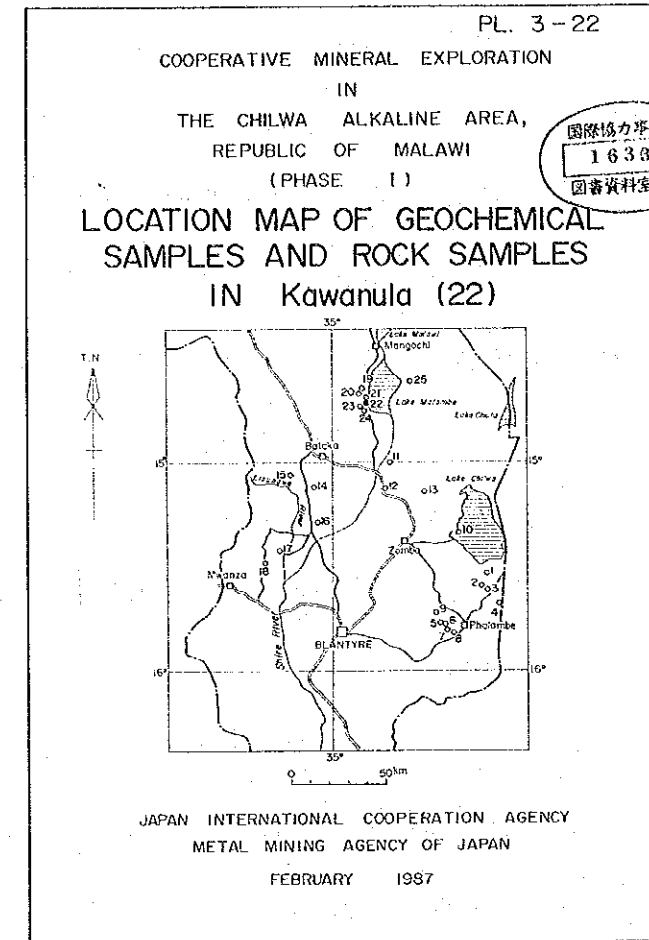 PL. 3-22
COOPERATIVE MINERAL EXPLORATION
IN
THE CHILWA ALKALINE AREA,
REPUBLIC OF MALAWI
(PHASE I)
国際協力事
1633
図書資料室
LOCATION MAP OF GEOCHEMICAL
SAMPLES AND ROCK SAMPLES
IN Kawanula (22)
35°
T.N
Lake Malawi
Mangochi
19
25
20
21
22
Lake Malombe
23
24
Lake Chiuta
Balaka
11
15°
15°
15
14
12
13
Lake Chilwa
16
10
Zomba
17
18
1
Mwanza
2
3
4
9
5
6
Phalombe
7
8
BLANTYRE
Shire River
16°
16°
35°
0
50km
JAPAN INTERNATIONAL COOPERATION AGENCY
METAL MINING AGENCY OF JAPAN
FEBRUARY 1987